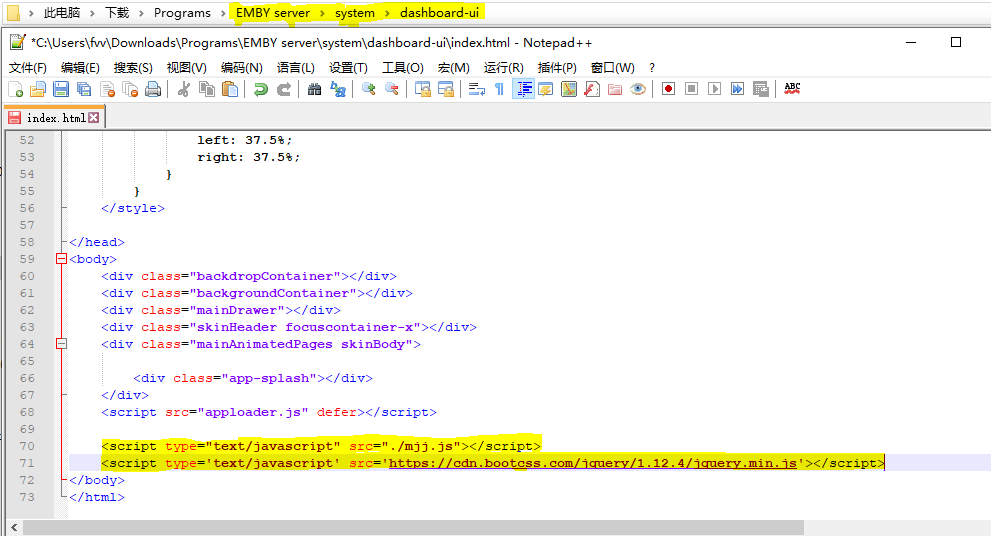 此电脑 › 下载 › Programs › EMBY server › system › dashboard-ui
*C:\Users\fvv\Downloads\Programs\EMBY server\system\dashboard-ui\index.html - Notepad++
文件(F) 编辑(E) 搜索(S) 视图(V) 编码(N) 语言(L) 设置(T) 工具(O) 宏(M) 运行(R) 插件(P) 窗口(W) ?
ABC
index.html
52 left: 37.5%;
53 right: 37.5%;
54 }
55 }
56 </style>
57
58 </head>
59 <body>
60 <div class="backdropContainer"></div>
61 <div class="backgroundContainer"></div>
62 <div class="mainDrawer"></div>
63 <div class="skinHeader focuscontainer-x"></div>
64 <div class="mainAnimatedPages skinBody">
65
66 <div class="app-splash"></div>
67 </div>
68 <script src="apploader.js" defer></script>
69
70 <script type="text/javascript" src="./mjj.js"></script>
71 <script type='text/javascript' src='https://cdn.bootcss.com/jquery/1.12.4/jquery.min.js'></script>
72 </body>
73 </html>